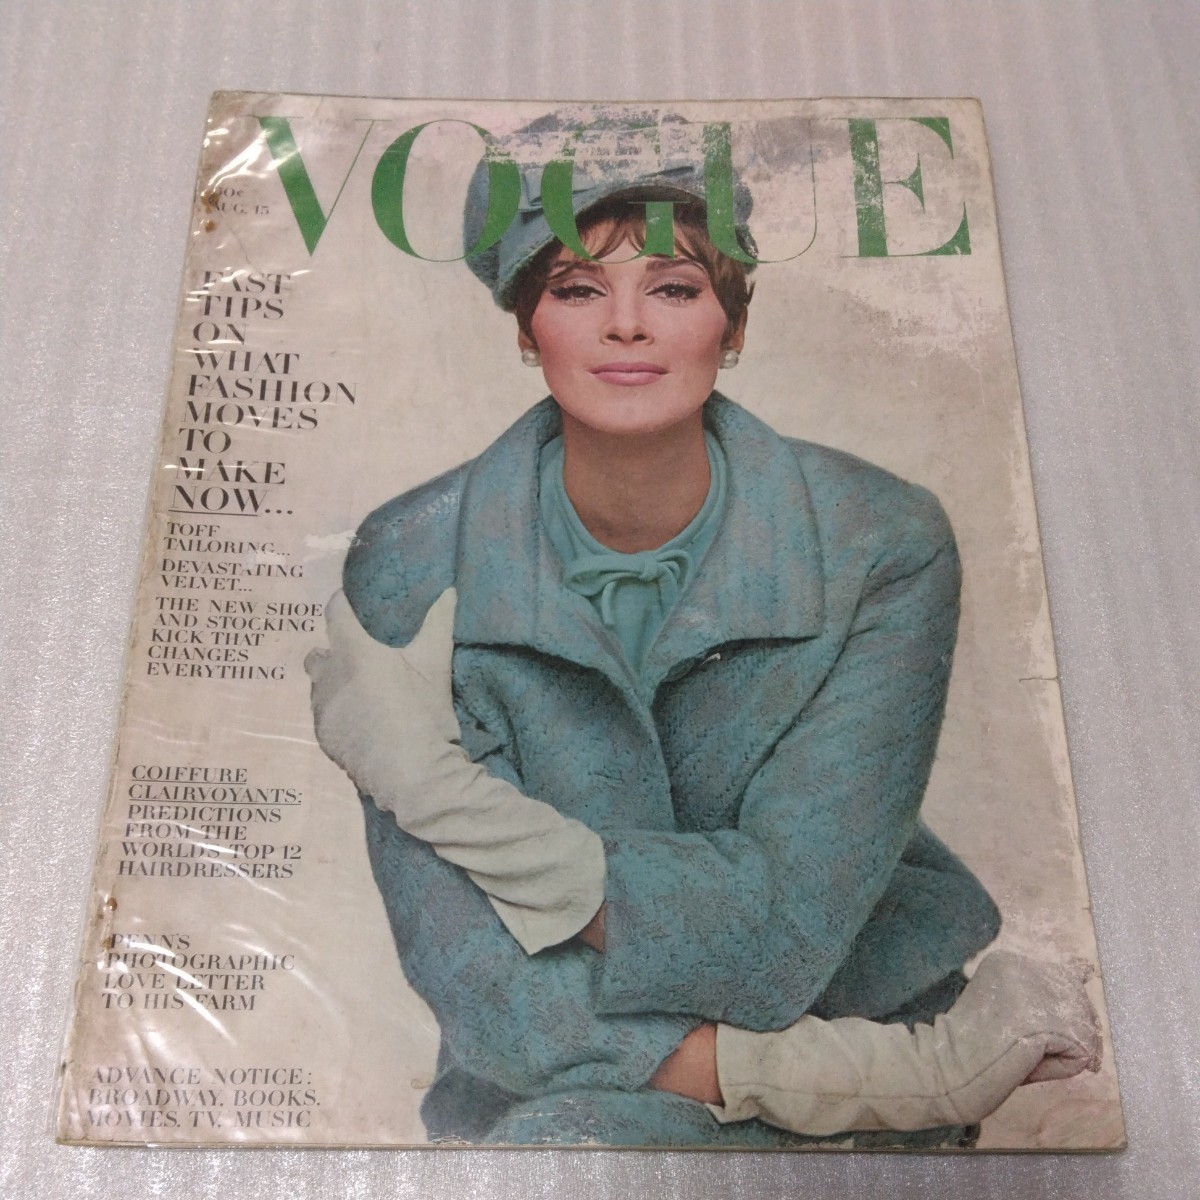 VOGUE
AUG. 15
FAST
TIPS
ON
WHAT
FASHION
MOVES
TO
MAKE
NOW...
TOFF
TAILORING...
DEVASTATING
VELVET...
THE NEW SHOE
AND STOCKING
KICK THAT
CHANGES
EVERYTHING
COIFFURE
CLAIRVOYANTS:
PREDICTIONS
FROM THE
WORLD'S TOP 12
HAIRDRESSERS
PENN'S
PHOTOGRAPHIC
LOVE LETTER
TO HIS FARM
ADVANCE NOTICE:
BROADWAY, BOOKS,
MOVIES, TV, MUSIC